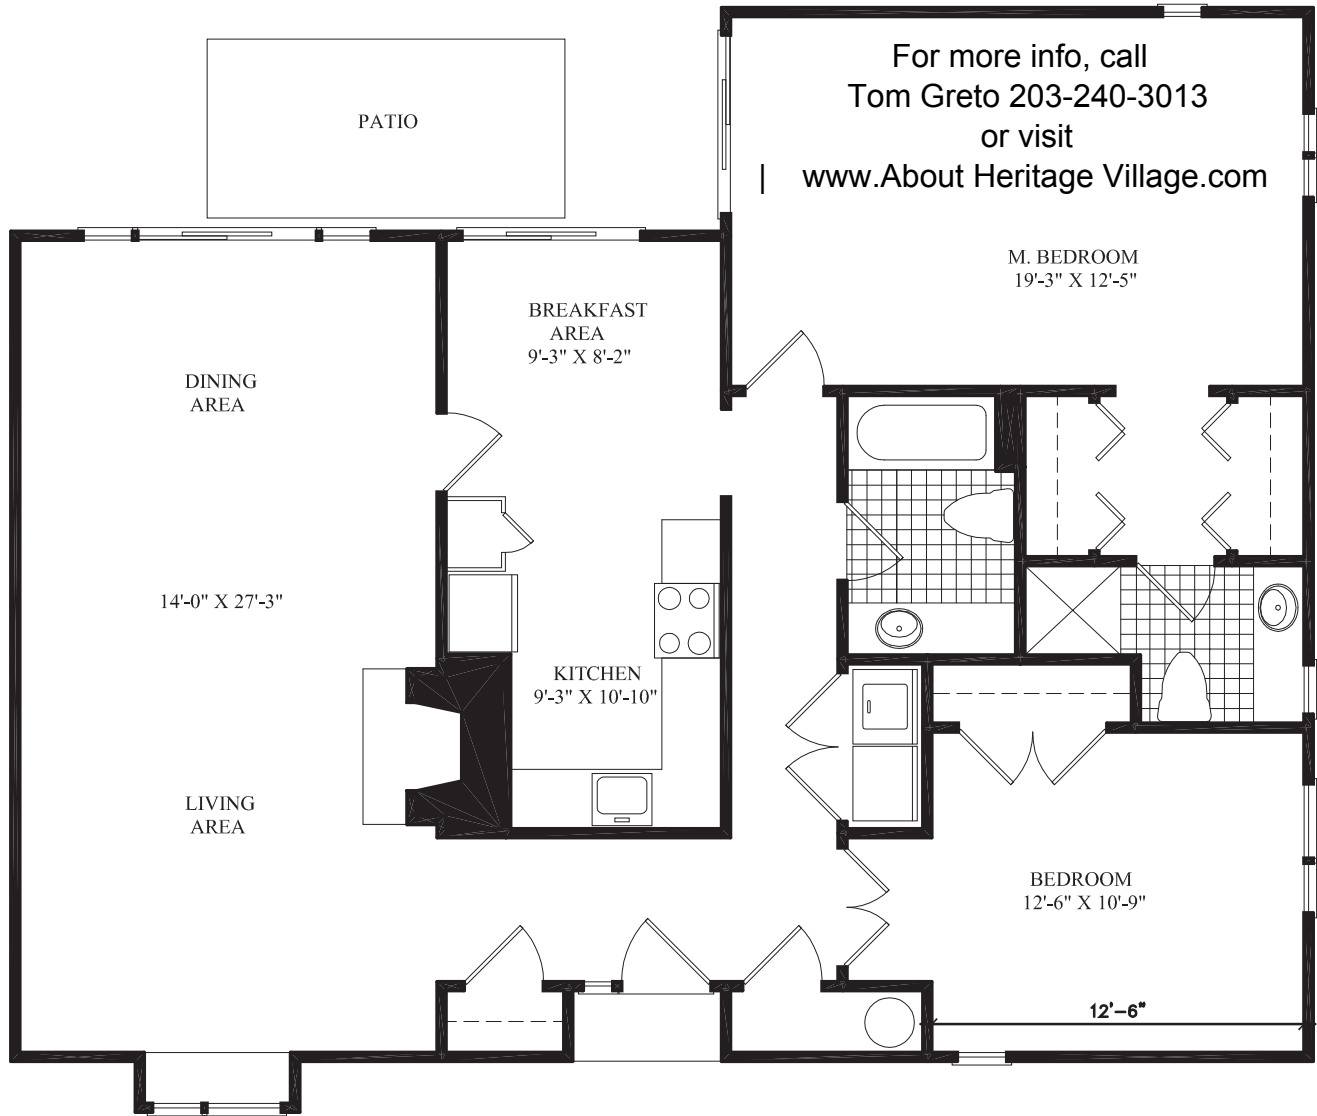 For more info, call
Tom Greto 203-240-3013
or visit
| www.About Heritage Village.com
PATIO
M. BEDROOM
19'-3" X 12'-5"
BREAKFAST
AREA
9'-3" X 8'-2"
DINING
AREA
14'-0" X 27'-3"
KITCHEN
9'-3" X 10'-10"
LIVING
AREA
BEDROOM
12'-6" X 10'-9"
12'-6"